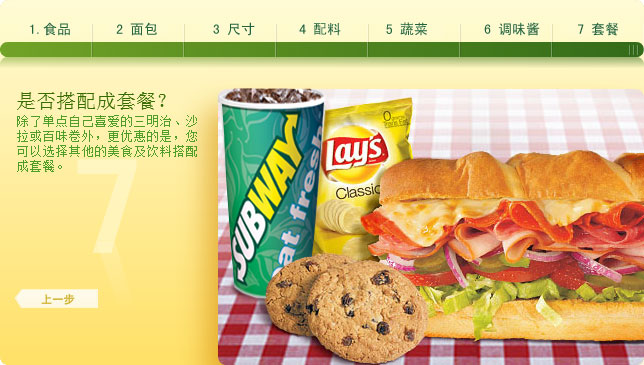 1. 食品 2 面包 3 尺寸 4 配料 5 蔬菜 6 调味酱 7 套餐
是否搭配成套餐？
除了单点自己喜爱的三明治、沙
拉或百味卷外，更优惠的是，您
可以选择其他的美食及饮料搭配
成套餐。
7
上一步
SUBWAY
eat fresh
Lay's
Classic